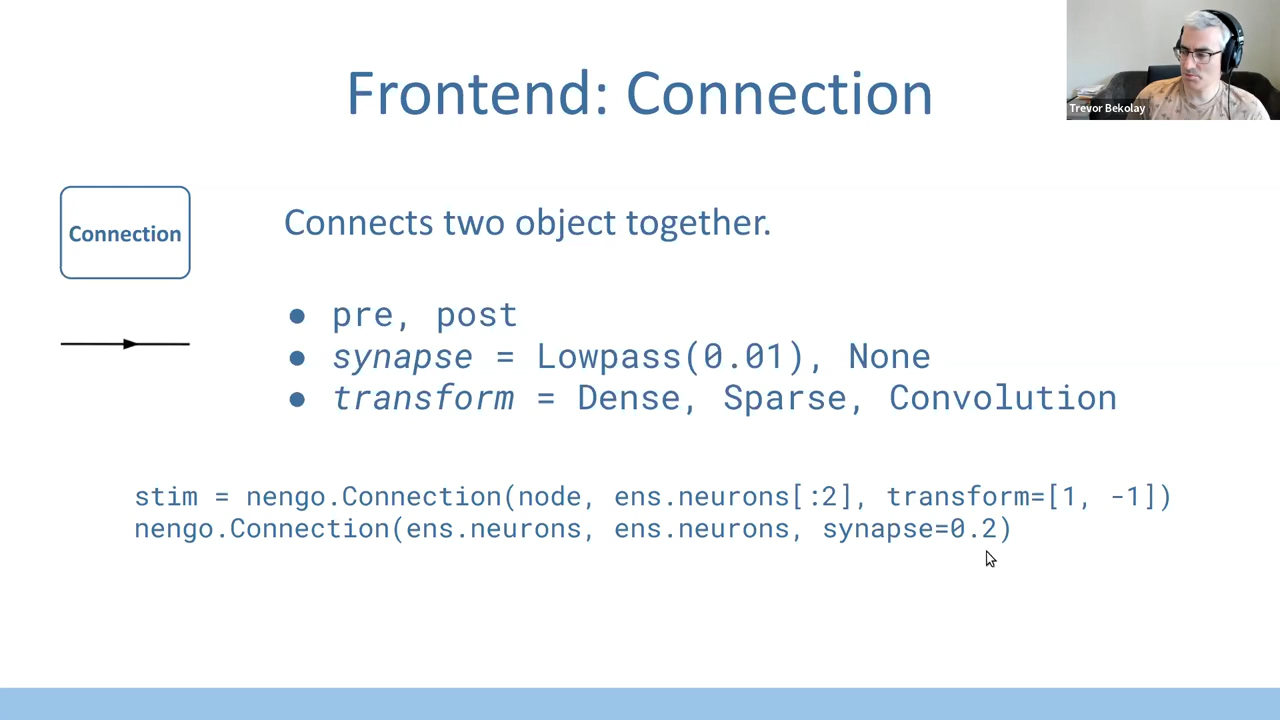 Frontend: Connection
Trevor Bekolay
Connection
Connects two object together.
● pre, post
● synapse = Lowpass(0.01), None
● transform = Dense, Sparse, Convolution
stim = nengo.Connection(node, ens.neurons[:2], transform=[1, -1])
nengo.Connection(ens.neurons, ens.neurons, synapse=0.2)